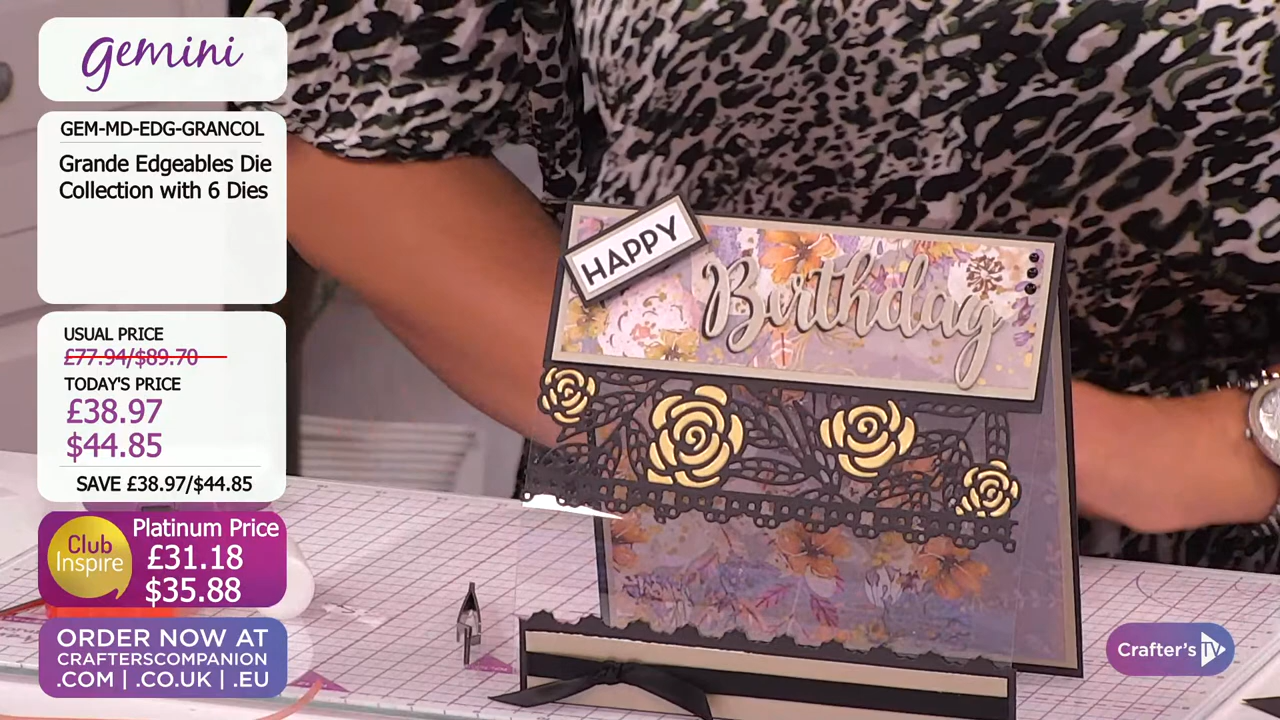 gemini
GEM-MD-EDG-GRANCOL
Grande Edgeables Die
Collection with 6 Dies
USUAL PRICE
£77.94/$89.70
TODAY'S PRICE
£38.97
$44.85
SAVE £38.97/$44.85
Club
Inspire
Platinum Price
£31.18
$35.88
ORDER NOW AT
CRAFTERSCOMPANION
.COM | .CO.UK | .EU
HAPPY
Birthday
Crafter's TV